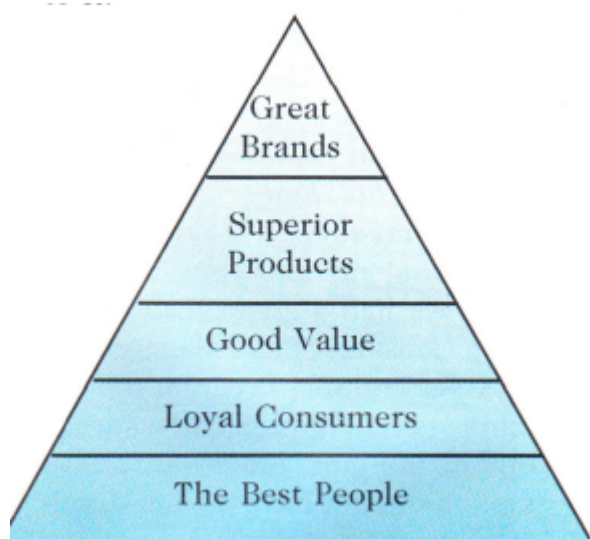 Great
Brands
Superior
Products
Good Value
Loyal Consumers
The Best People